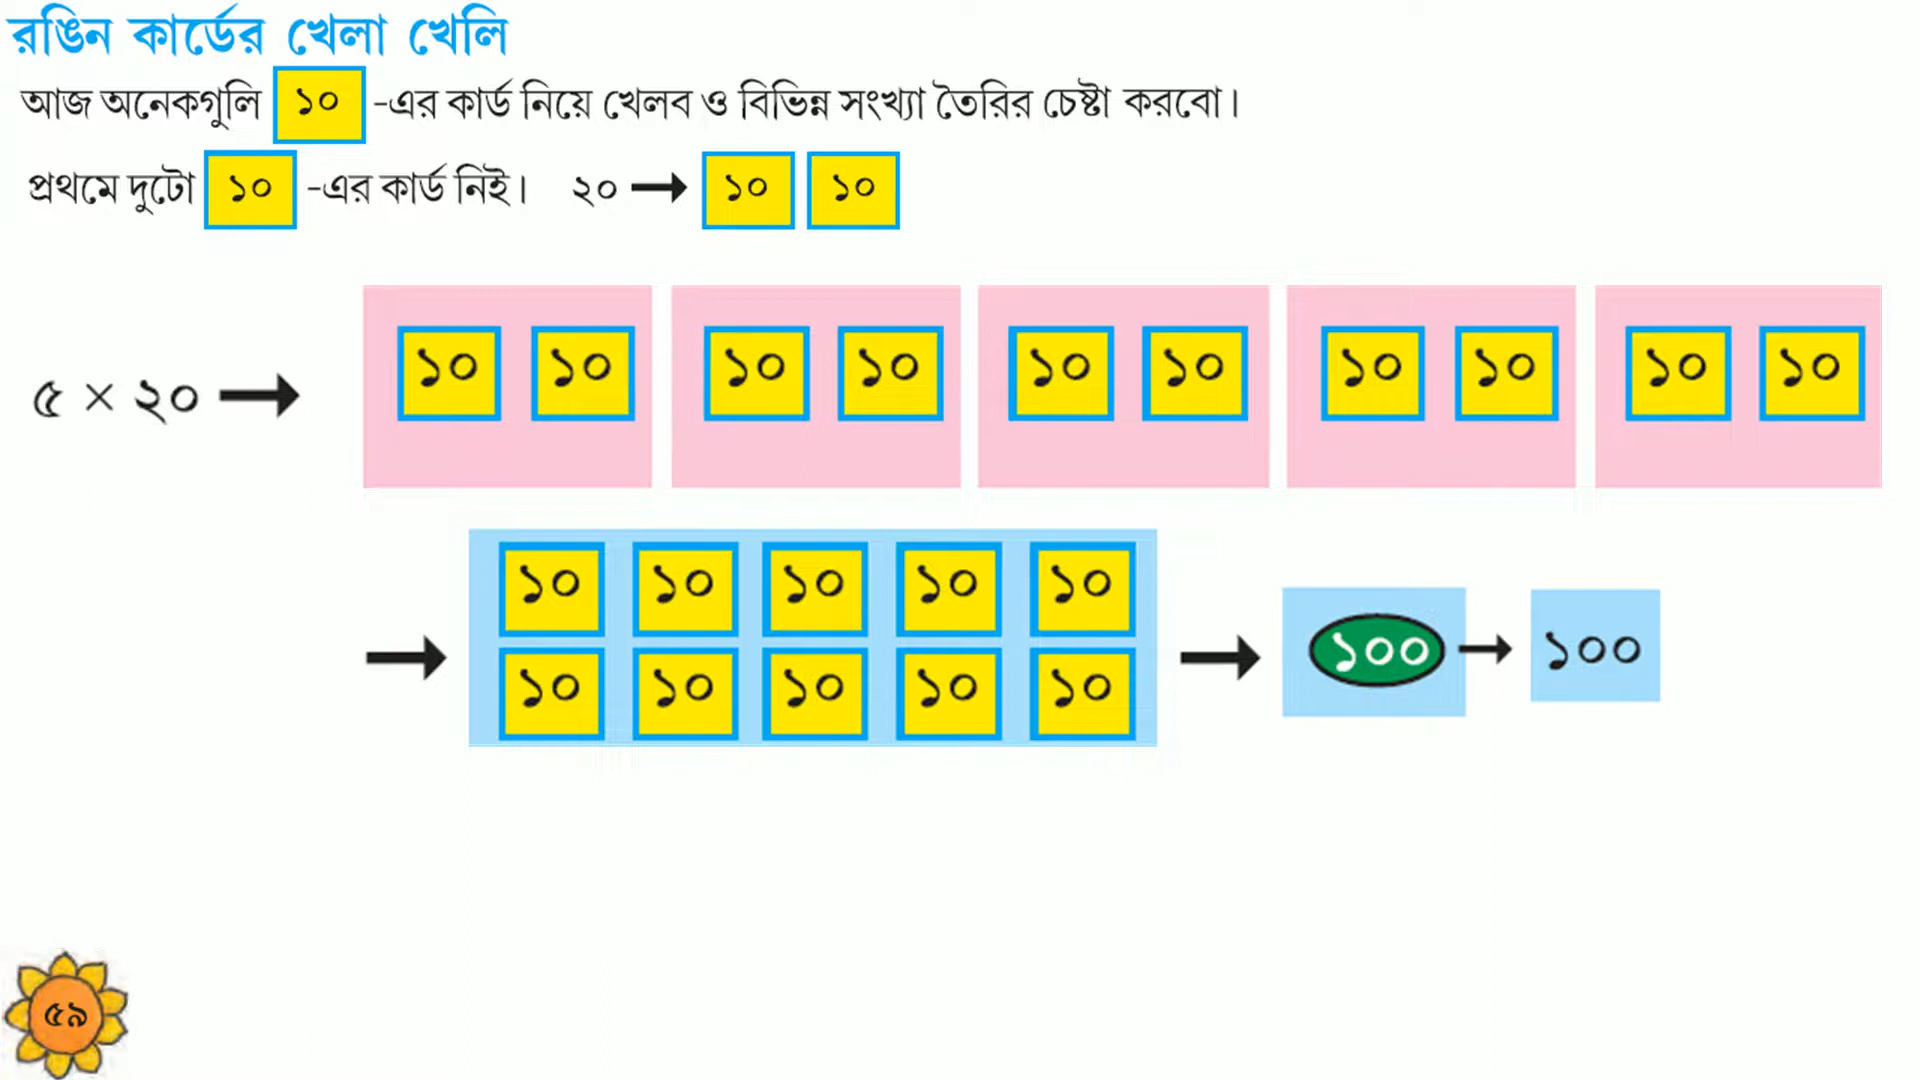 রঙিন কার্ডের খেলা খেলি
আজ অনেকগুলি ১০ -এর কার্ড নিয়ে খেলব ও বিভিন্ন সংখ্যা তৈরির চেষ্টা করবো।
প্রথমে দুটো ১০ -এর কার্ড নিই। ২০ → ১০ ১০
৫ × ২০ → ১০ ১০ ১০ ১০ ১০ ১০ ১০ ১০ ১০ ১০
১০ ১০ ১০ ১০ ১০
→ ১০ ১০ ১০ ১০ ১০ → ১০০ → ১০০
৫৯